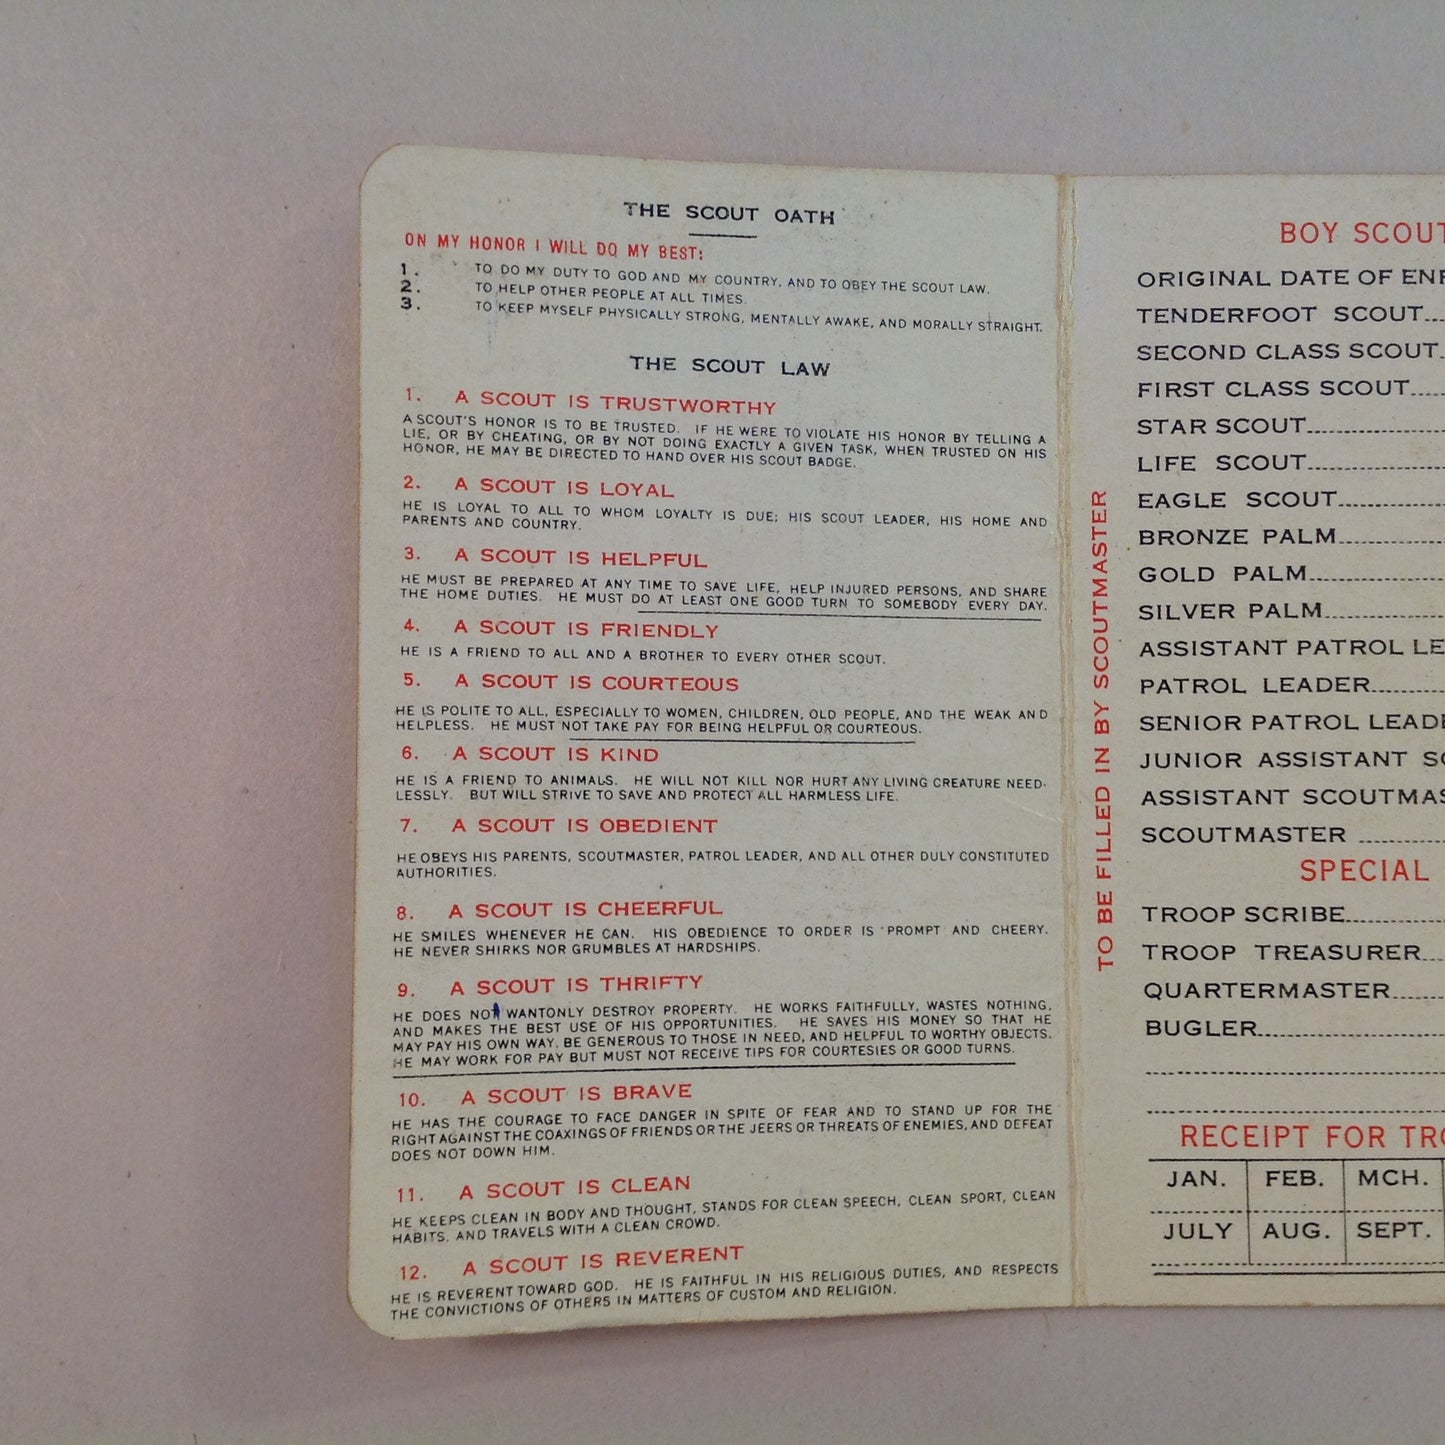 THE SCOUT OATH
ON MY HONOR I WILL DO MY BEST:
1. TO DO MY DUTY TO GOD AND MY COUNTRY, AND TO OBEY THE SCOUT LAW.
2. TO HELP OTHER PEOPLE AT ALL TIMES.
3. TO KEEP MYSELF PHYSICALLY STRONG, MENTALLY AWAKE, AND MORALLY STRAIGHT.
THE SCOUT LAW
1. A SCOUT IS TRUSTWORTHY
A SCOUT'S HONOR IS TO BE TRUSTED. IF HE WERE TO VIOLATE HIS HONOR BY TELLING A
LIE, OR BY CHEATING, OR BY NOT DOING EXACTLY A GIVEN TASK, WHEN TRUSTED ON HIS
HONOR, HE MAY BE DIRECTED TO HAND OVER HIS SCOUT BADGE.
2. A SCOUT IS LOYAL
HE IS LOYAL TO ALL TO WHOM LOYALTY IS DUE; HIS SCOUT LEADER, HIS HOME AND
PARENTS AND COUNTRY.
3. A SCOUT IS HELPFUL
HE MUST BE PREPARED AT ANY TIME TO SAVE LIFE, HELP INJURED PERSONS, AND SHARE
THE HOME DUTIES. HE MUST DO AT LEAST ONE GOOD TURN TO SOMEBODY EVERY DAY.
4. A SCOUT IS FRIENDLY
HE IS A FRIEND TO ALL AND A BROTHER TO EVERY OTHER SCOUT.
5. A SCOUT IS COURTEOUS
HE IS POLITE TO ALL, ESPECIALLY TO WOMEN, CHILDREN, OLD PEOPLE, AND THE WEAK AND
HELPLESS. HE MUST NOT TAKE PAY FOR BEING HELPFUL OR COURTEOUS.
6. A SCOUT IS KIND
HE IS A FRIEND TO ANIMALS. HE WILL NOT KILL NOR HURT ANY LIVING CREATURE NEED-
LESSLY. BUT WILL STRIVE TO SAVE AND PROTECT ALL HARMLESS LIFE.
7. A SCOUT IS OBEDIENT
HE OBEYS HIS PARENTS, SCOUTMASTER, PATROL LEADER, AND ALL OTHER DULY CONSTITUTED
AUTHORITIES.
8. A SCOUT IS CHEERFUL
HE SMILES WHENEVER HE CAN. HIS OBEDIENCE TO ORDER IS PROMPT AND CHEERY.
HE NEVER SHIRKS NOR GRUMBLES AT HARDSHIPS.
9. A SCOUT IS THRIFTY
HE DOES NOT WANTONLY DESTROY PROPERTY. HE WORKS FAITHFULLY, WASTES NOTHING,
AND MAKES THE BEST USE OF HIS OPPORTUNITIES. HE SAVES HIS MONEY SO THAT HE
MAY PAY HIS OWN WAY, BE GENEROUS TO THOSE IN NEED, AND HELPFUL TO WORTHY OBJECTS.
HE MAY WORK FOR PAY BUT MUST NOT RECEIVE TIPS FOR COURTESIES OR GOOD TURNS.
10. A SCOUT IS BRAVE
HE HAS THE COURAGE TO FACE DANGER IN SPITE OF FEAR AND TO STAND UP FOR THE
RIGHT AGAINST THE COAXINGS OF FRIENDS OR THE JEERS OR THREATS OF ENEMIES, AND DEFEAT
DOES NOT DOWN HIM.
11. A SCOUT IS CLEAN
HE KEEPS CLEAN IN BODY AND THOUGHT, STANDS FOR CLEAN SPEECH, CLEAN SPORT, CLEAN
HABITS, AND TRAVELS WITH A CLEAN CROWD.
12. A SCOUT IS REVERENT
HE IS REVERENT TOWARD GOD. HE IS FAITHFUL IN HIS RELIGIOUS DUTIES, AND RESPECTS
THE CONVICTIONS OF OTHERS IN MATTERS OF CUSTOM AND RELIGION.
TO BE FILLED IN BY SCOUTMASTER
BOY SCOUT
ORIGINAL DATE OF
TENDERFOOT SCOUT
SECOND CLASS SCOUT
FIRST CLASS SCOUT
STAR SCOUT
LIFE SCOUT
EAGLE SCOUT
BRONZE PALM
GOLD PALM
SILVER PALM
ASSISTANT PATROL LE
PATROL LEADER
SENIOR PATROL LEADE
JUNIOR ASSISTANT SC
ASSISTANT SCOUTMAS
SCOUTMASTER
SPECIAL
TROOP SCRIBE
TROOP TREASURER
QUARTERMASTER
BUGLER
RECEIPT FOR TRO
JAN. FEB. MCH.
JULY AUG. SEPT.